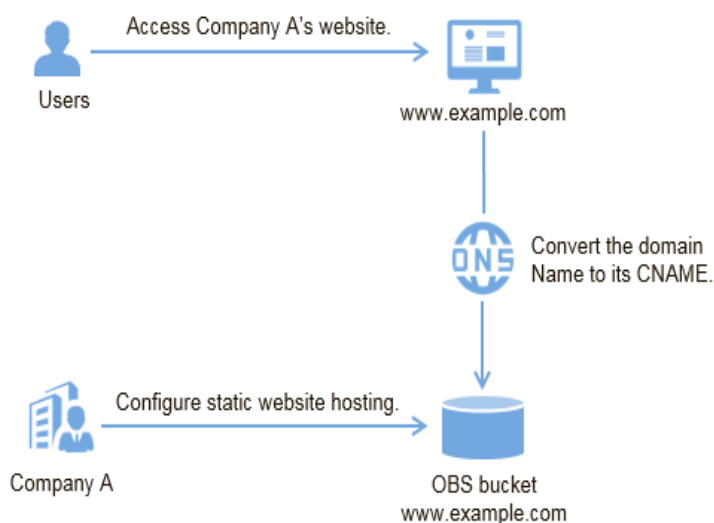 Access Company A's website.
Users
www.example.com
DNS
Convert the domain
Name to its CNAME.
Configure static website hosting.
Company A
OBS bucket
www.example.com